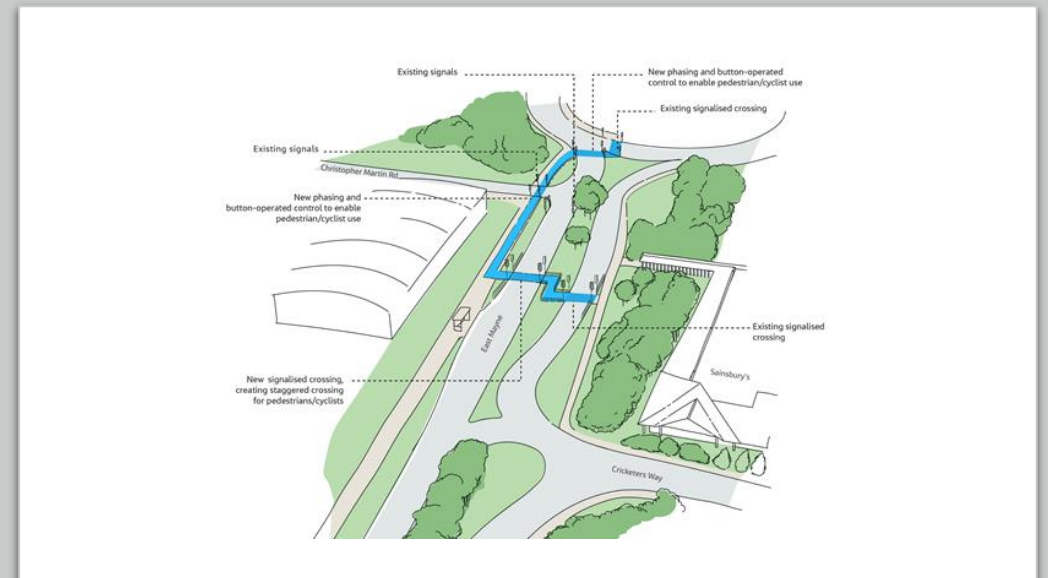 Existing signals
New phasing and button-operated
control to enable pedestrian/cyclist use
Existing signalised crossing
Existing signals
Christopher Martin Rd
New phasing and
button-operated control to enable
pedestrian/cyclist use
East Mayne
Existing signalised
crossing
Sainsbury's
New signalised crossing,
creating staggered crossing
for pedestrians/cyclists
Cricketers Way